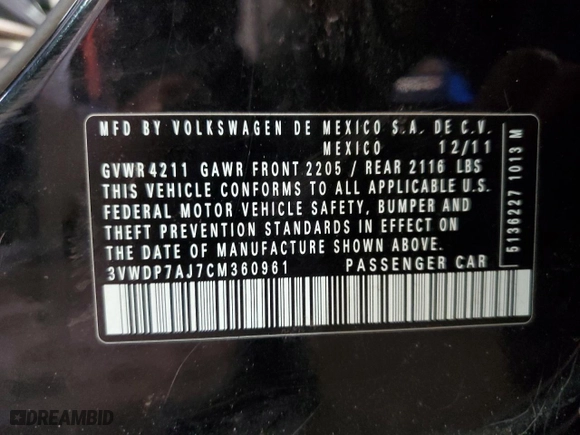 MFD BY VOLKSWAGEN DE MEXICO S.A. DE C.V.
MEXICO 12/11
GVWR 4211 GAWR FRONT 2205 / REAR 2116 LBS
THIS VEHICLE CONFORMS TO ALL APPLICABLE U.S.
FEDERAL MOTOR VEHICLE SAFETY, BUMPER AND
THEFT PREVENTION STANDARDS IN EFFECT ON
THE DATE OF MANUFACTURE SHOWN ABOVE.
3VWDP7AJ7CM360961 PASSENGER CAR
5136227 1013 M
DREAMBID